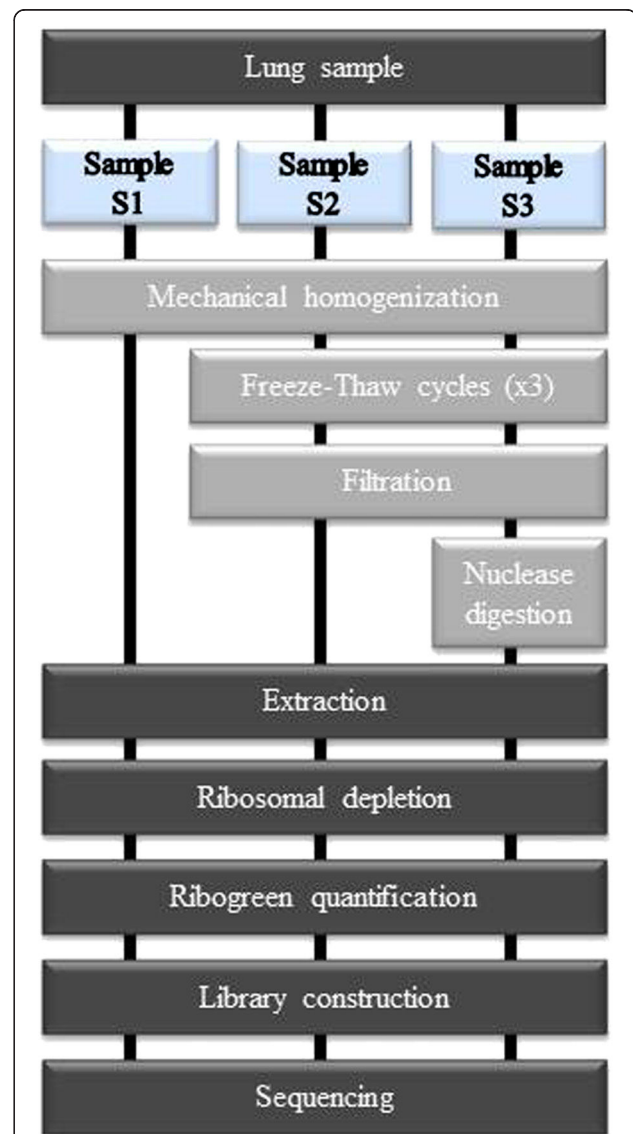 Lung sample
Sample
S1
Sample
S2
Sample
S3
Mechanical homogenization
Freeze-Thaw cycles (x3)
Filtration
Nuclease
digestion
Extraction
Ribosomal depletion
Ribogreen quantification
Library construction
Sequencing